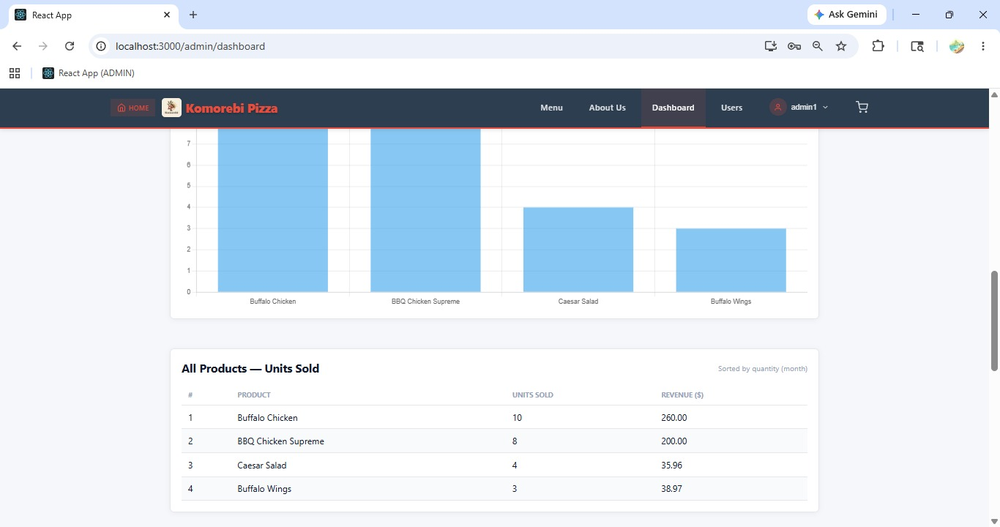 React App
Ask Gemini
localhost:3000/admin/dashboard
React App (ADMIN)
HOME Komorebi Pizza Menu About Us Dashboard Users admin1
7
6
5
4
3
2
1
0
Buffalo Chicken BBQ Chicken Supreme Caesar Salad Buffalo Wings
All Products — Units Sold Sorted by quantity (month)
# PRODUCT UNITS SOLD REVENUE ($)
1 Buffalo Chicken 10 260.00
2 BBQ Chicken Supreme 8 200.00
3 Caesar Salad 4 35.96
4 Buffalo Wings 3 38.97